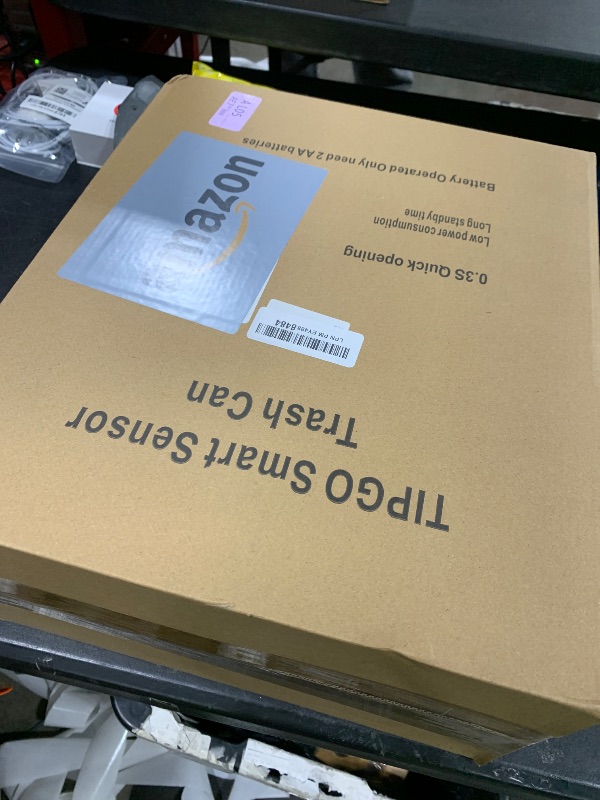 TIPGO Smart Sensor
Trash Can
0.3S Quick opening
Low power consumption
Long standby time
Battery Operated Only need 2 AA batteries
amazon